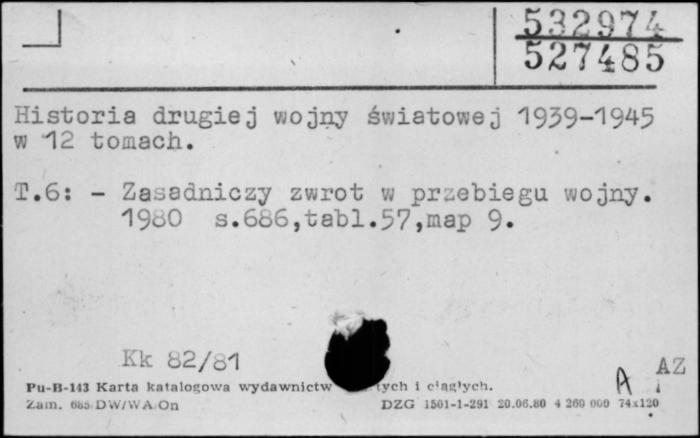 532974
527485
Historia drugiej wojny światowej 1939-1945
w 12 tomach.
T.6: - Zasadniczy zwrot w przebiegu wojny.
1980 s.686,tabl.57,map 9.
Kk 82/81
AZ
A
Pu-B-143 Karta katalogowa wydawnictw tych i ciągłych.
Zam. 685 DW/WA On DZG 1501-1-291 20.06.80 4 260 000 74x120